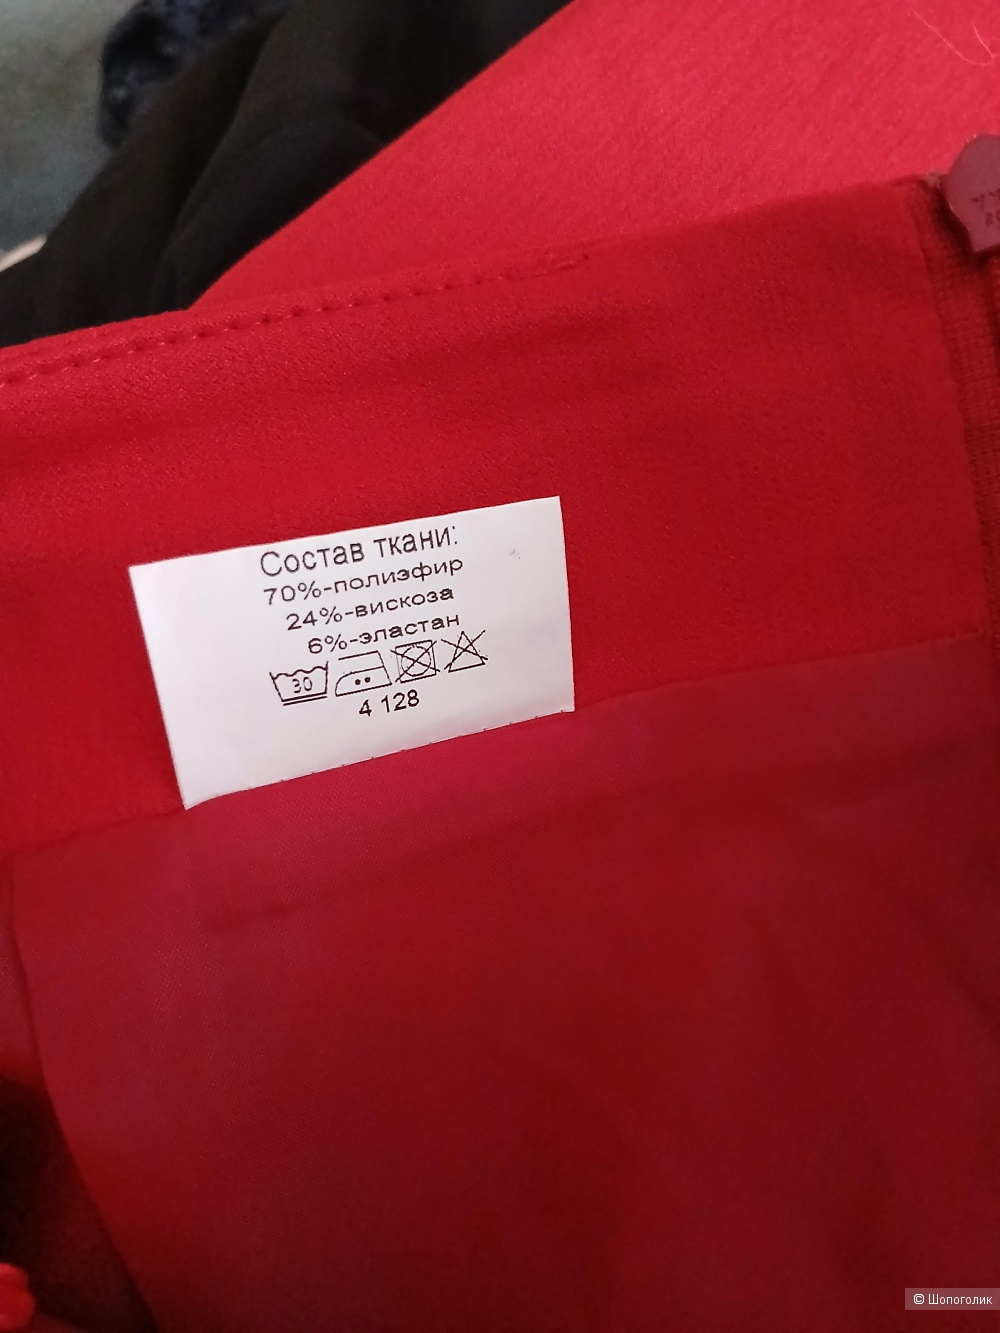 Состав ткани:
70%-полиэфир
24%-вискоза
6%-эластан
30
4 128
© Шопоголик